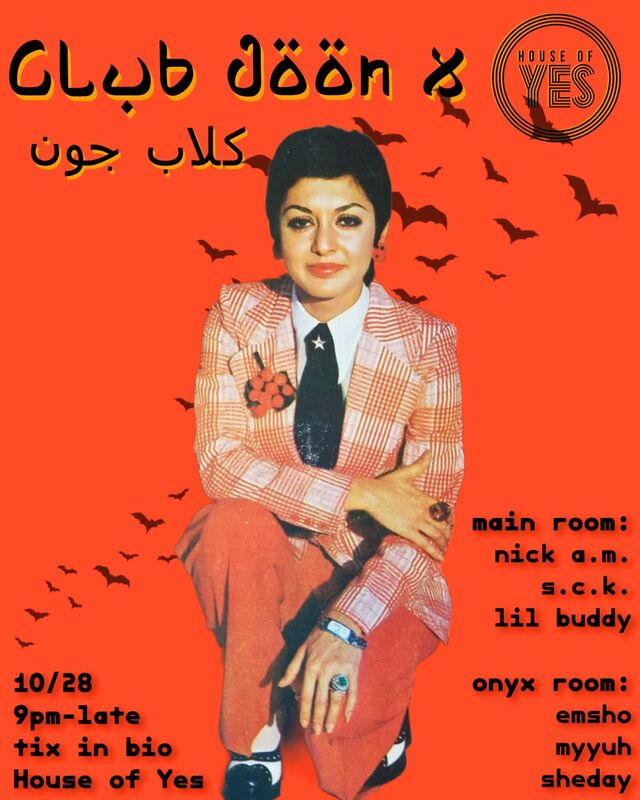 Club Jöön x
HOUSE OF
YES
کلاب جون
main room:
nick a.m.
s.c.k.
lil buddy
10/28
9pm-late
tix in bio
House of Yes
onyx room:
emsho
myyuh
sheday